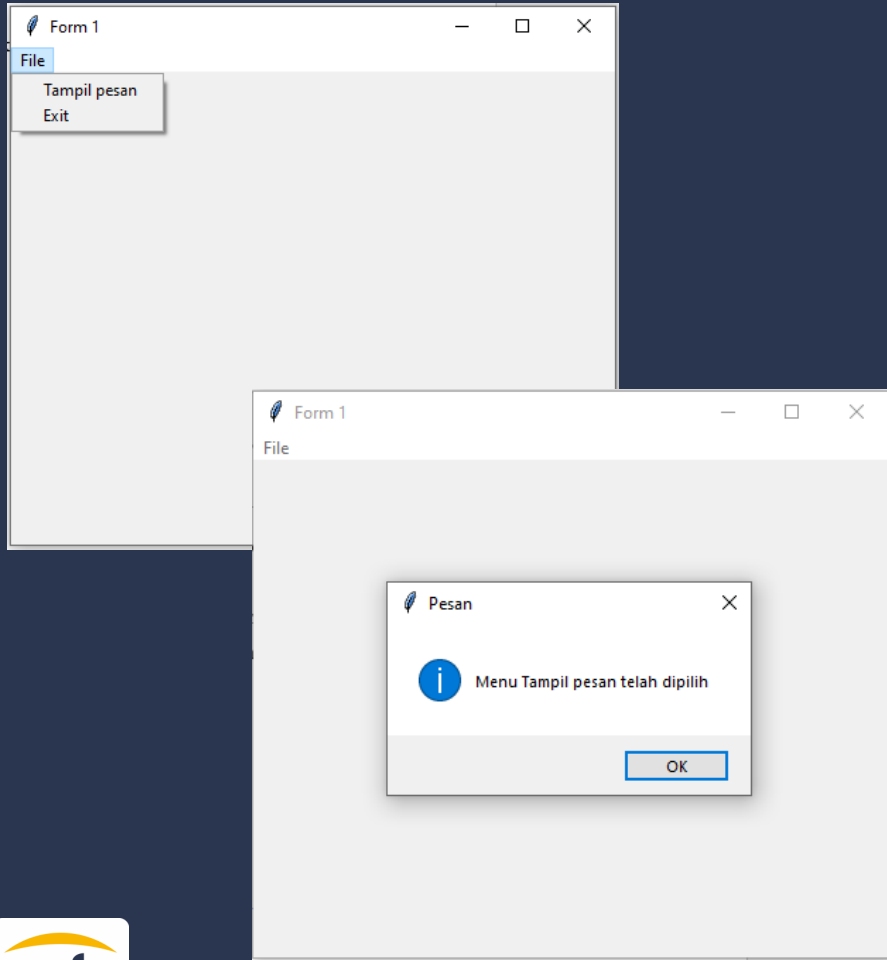 Form 1
File
Tampil pesan
Exit
Form 1
File
Pesan
Menu Tampil pesan telah dipilih
OK